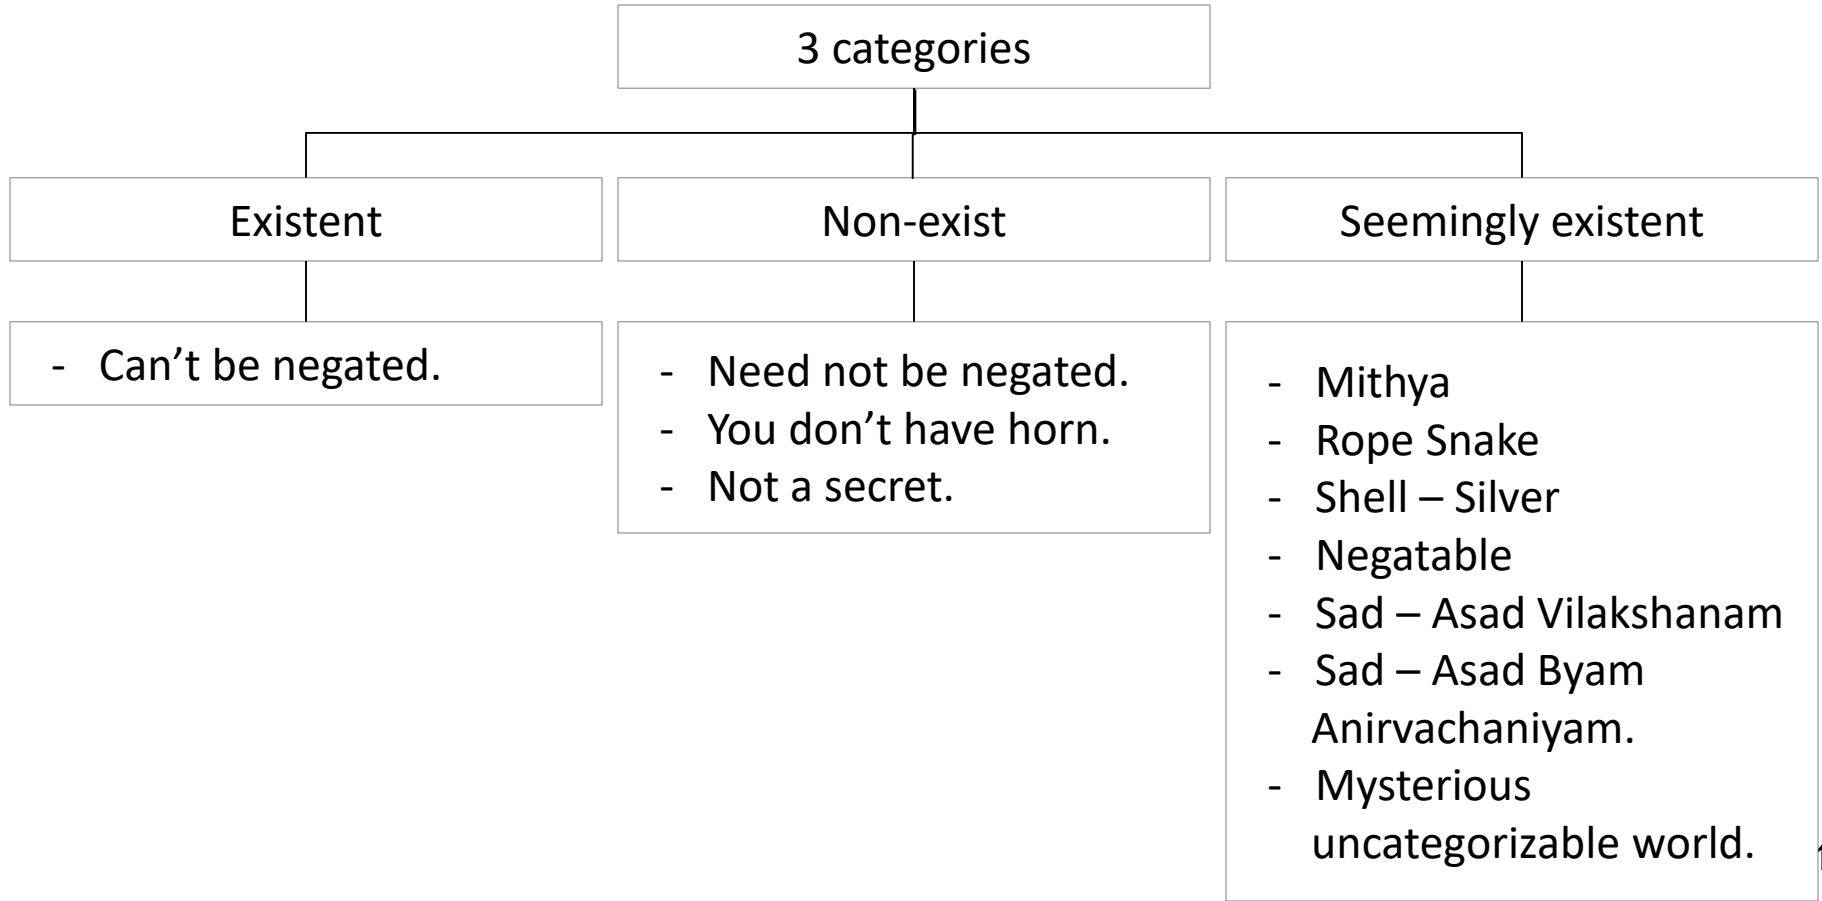 3 categories
Existent
Non-exist
Seemingly existent
- Can’t be negated.
- Need not be negated.
- You don’t have horn.
- Not a secret.
- Mithya
- Rope Snake
- Shell – Silver
- Negatable
- Sad – Asad Vilakshanam
- Sad – Asad Byam
Anirvachaniyam.
- Mysterious
uncategorizable world.